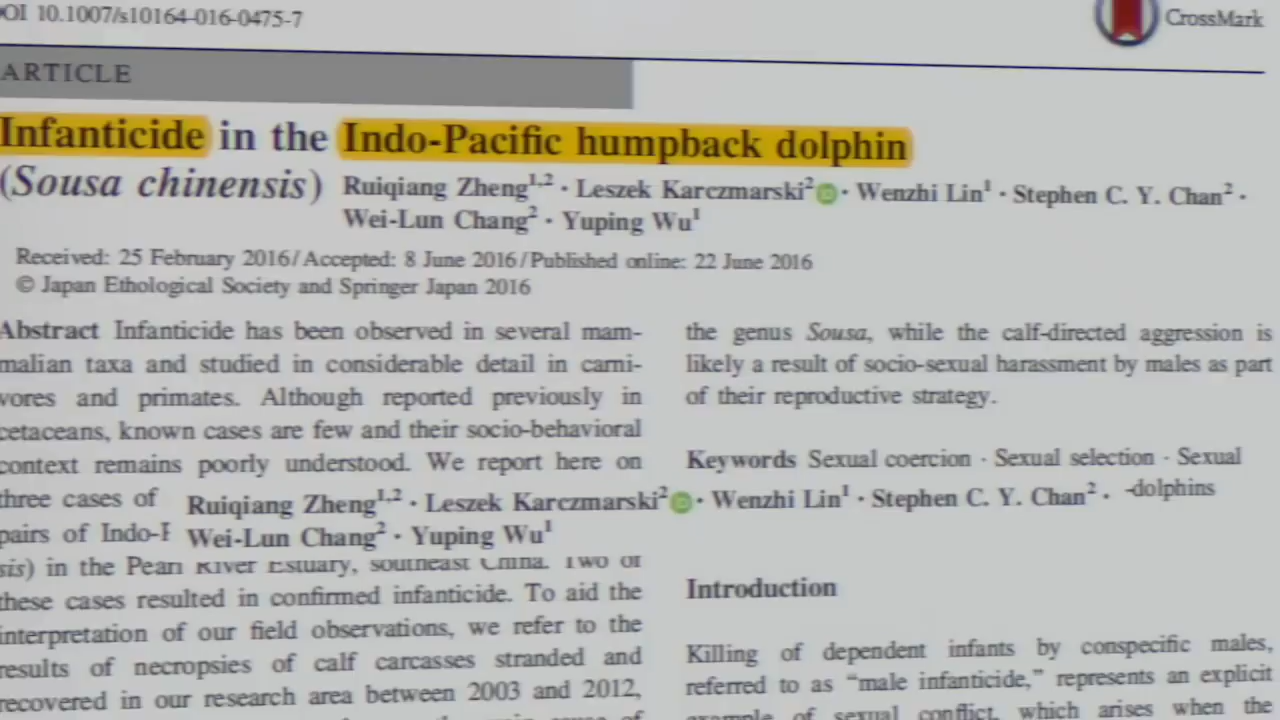 OI 10.1007/s10164-016-0475-7
CrossMark
ARTICLE
Infanticide in the Indo-Pacific humpback dolphin
(Sousa chinensis)
Ruiqiang Zheng1,2 · Leszek Karczmarski2 · Wenzhi Lin1 · Stephen C. Y. Chan2 ·
Wei-Lun Chang2 · Yuping Wu1
Received: 25 February 2016/Accepted: 8 June 2016/Published online: 22 June 2016
© Japan Ethological Society and Springer Japan 2016
Abstract Infanticide has been observed in several mam-
malian taxa and studied in considerable detail in carni-
vores and primates. Although reported previously in
cetaceans, known cases are few and their socio-behavioral
context remains poorly understood. We report here on
three cases of
pairs of Indo-P
Ruiqiang Zheng1,2 · Leszek Karczmarski2 · Wenzhi Lin1 · Stephen C. Y. Chan2 ·
Wei-Lun Chang2 · Yuping Wu1
sis) in the Pearl River Estuary, southeast China. Two of
these cases resulted in confirmed infanticide. To aid the
interpretation of our field observations, we refer to the
results of necropsies of calf carcasses stranded and
recovered in our research area between 2003 and 2012,
of
the genus Sousa, while the calf-directed aggression is
likely a result of socio-sexual harassment by males as part
of their reproductive strategy.
Keywords Sexual coercion · Sexual selection · Sexual
-dolphins
Introduction
Killing of dependent infants by conspecific males,
referred to as “male infanticide,” represents an explicit
example of sexual conflict, which arises when the